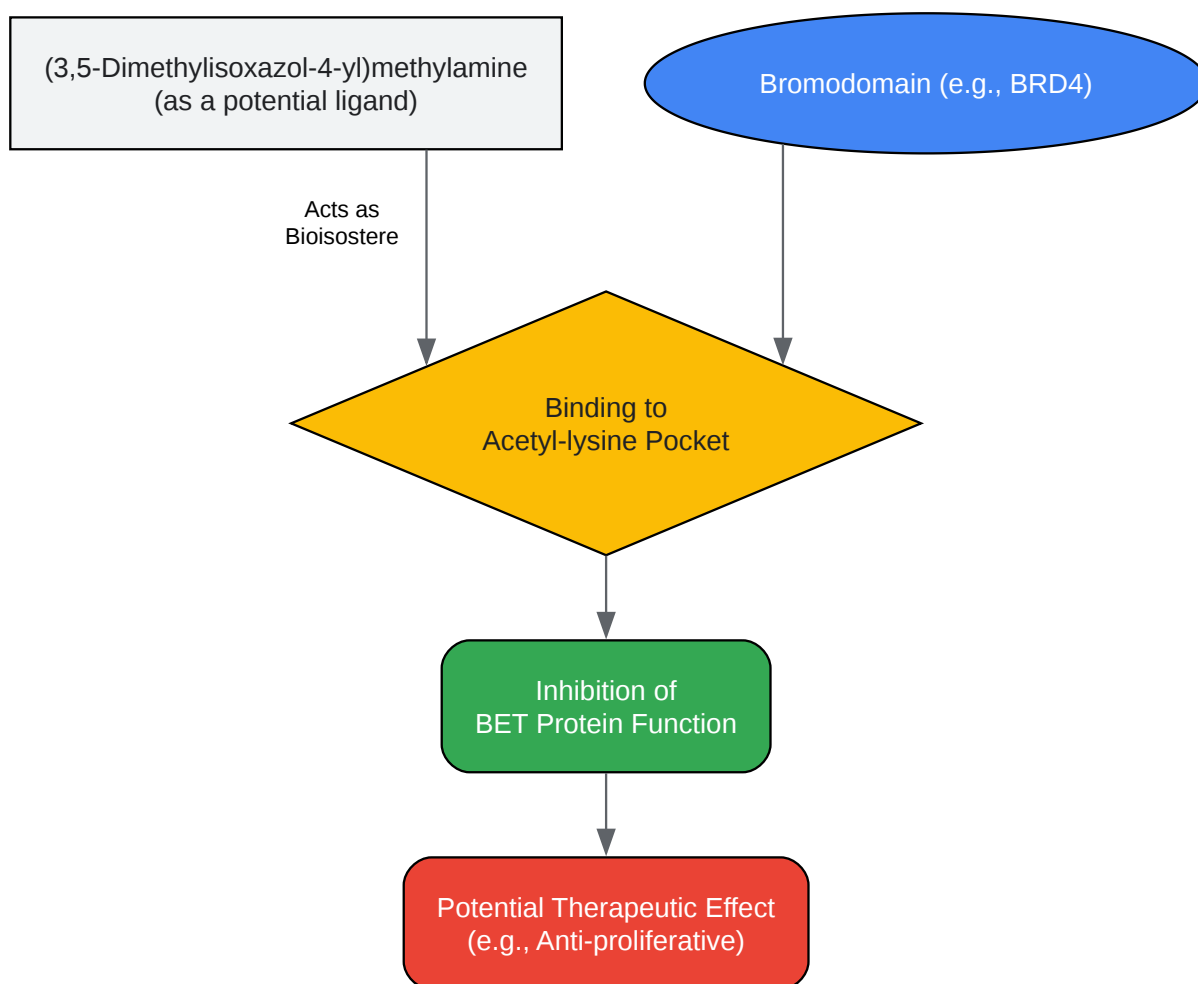 (3,5-Dimethylisoxazol-4-yl)methylamine
(as a potential ligand)
Bromodomain (e.g., BRD4)
Acts as
Bioisostere
Binding to
Acetyl-lysine Pocket
Inhibition of
BET Protein Function
Potential Therapeutic Effect
(e.g., Anti-proliferative)